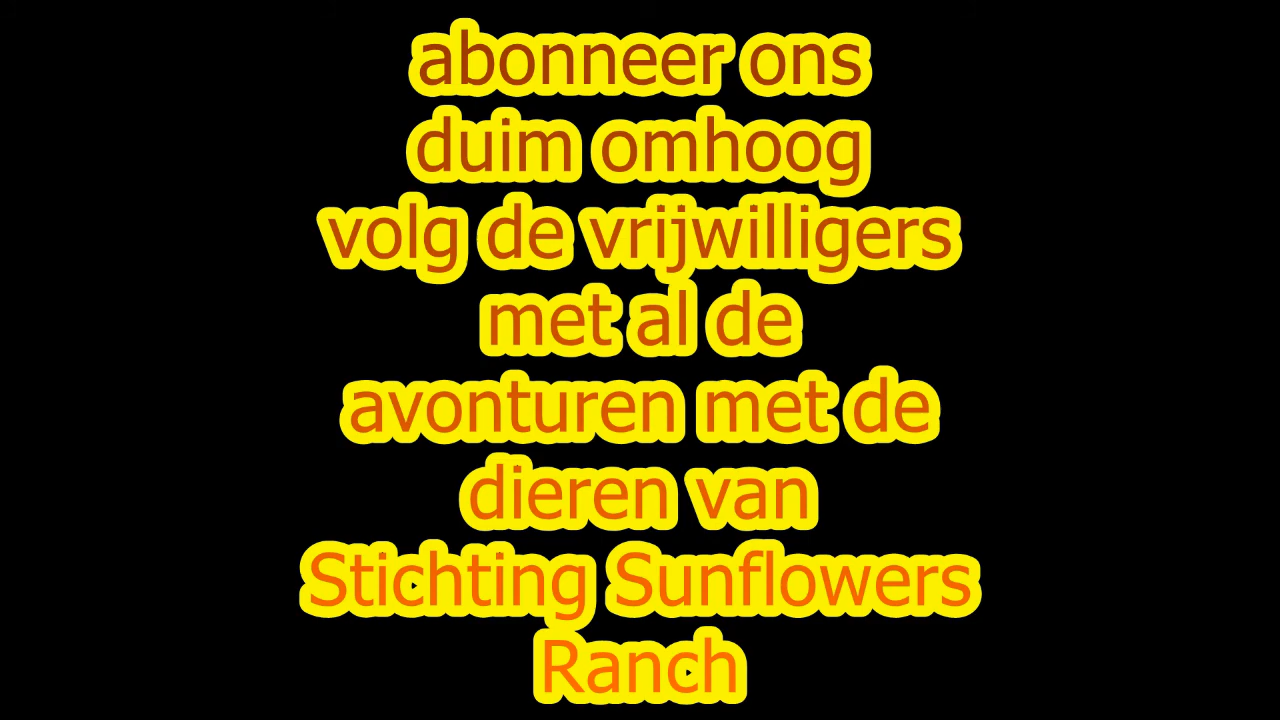 abonneer ons
duim omhoog
volg de vrijwilligers
met al de
avonturen met de
dieren van
Stichting Sunflowers
Ranch